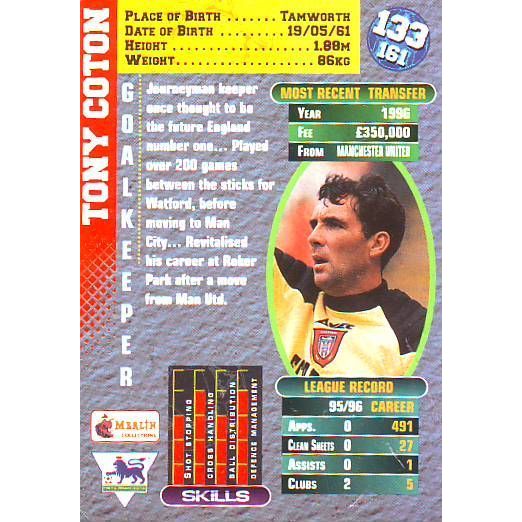 TONY COTON
PLACE OF BIRTH ....... TAMWORTH
DATE OF BIRTH ........ 19/05/61
HEIGHT ..................... 1.88M
WEIGHT .................... 86KG
133
161
GOALKEEPER
Journeyman keeper
once thought to be
the future England
number one... Played
over 200 games
between the sticks for
Watford, before
moving to Man
City... Revitalised
his career at Roker
Park after a move
from Man Utd.
MOST RECENT TRANSFER
YEAR 1996
FEE £350,000
FROM MANCHESTER UNITED
LEAGUE RECORD
95/96 CAREER
APPS. 0 491
CLEAN SHEETS 0 27
ASSISTS 0 1
CLUBS 2 5
SHOT STOPPING
CROSS HANDLING
BALL DISTRIBUTION
DEFENCE MANAGEMENT
SKILLS
MERLIN
COLLECTIONS